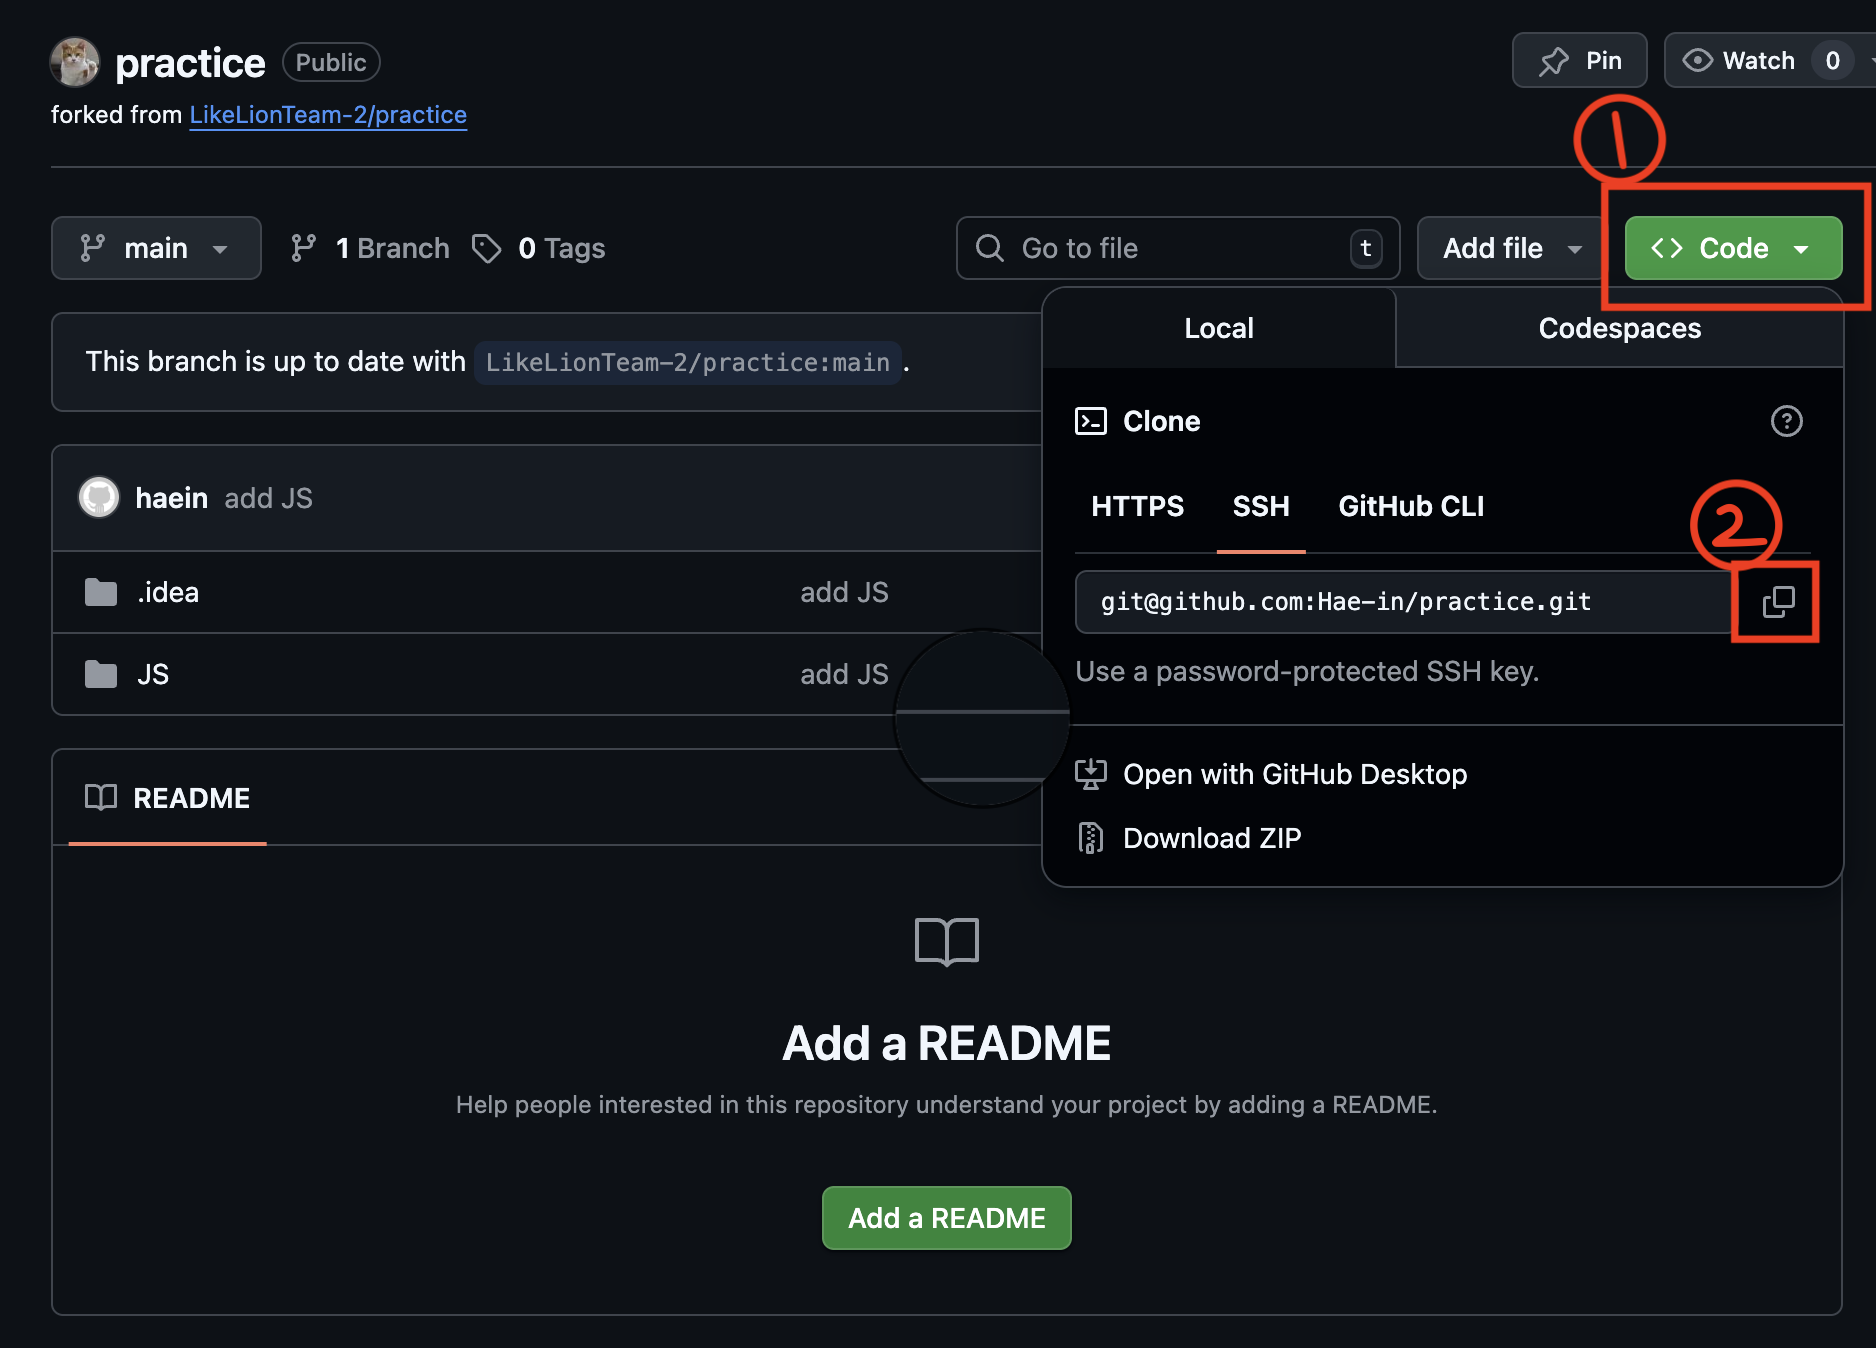 practice Public
Pin
Watch 0
forked from LikeLionTeam-2/practice
1
main
1 Branch
0 Tags
Go to file t
Add file
<> Code
Local
Codespaces
This branch is up to date with LikeLionTeam-2/practice:main .
Clone
?
haein add JS
HTTPS SSH GitHub CLI
2
.idea add JS
git@github.com:Hae-in/practice.git
JS add JS
Use a password-protected SSH key.
Open with GitHub Desktop
README
Download ZIP
Add a README
Help people interested in this repository understand your project by adding a README.
Add a README